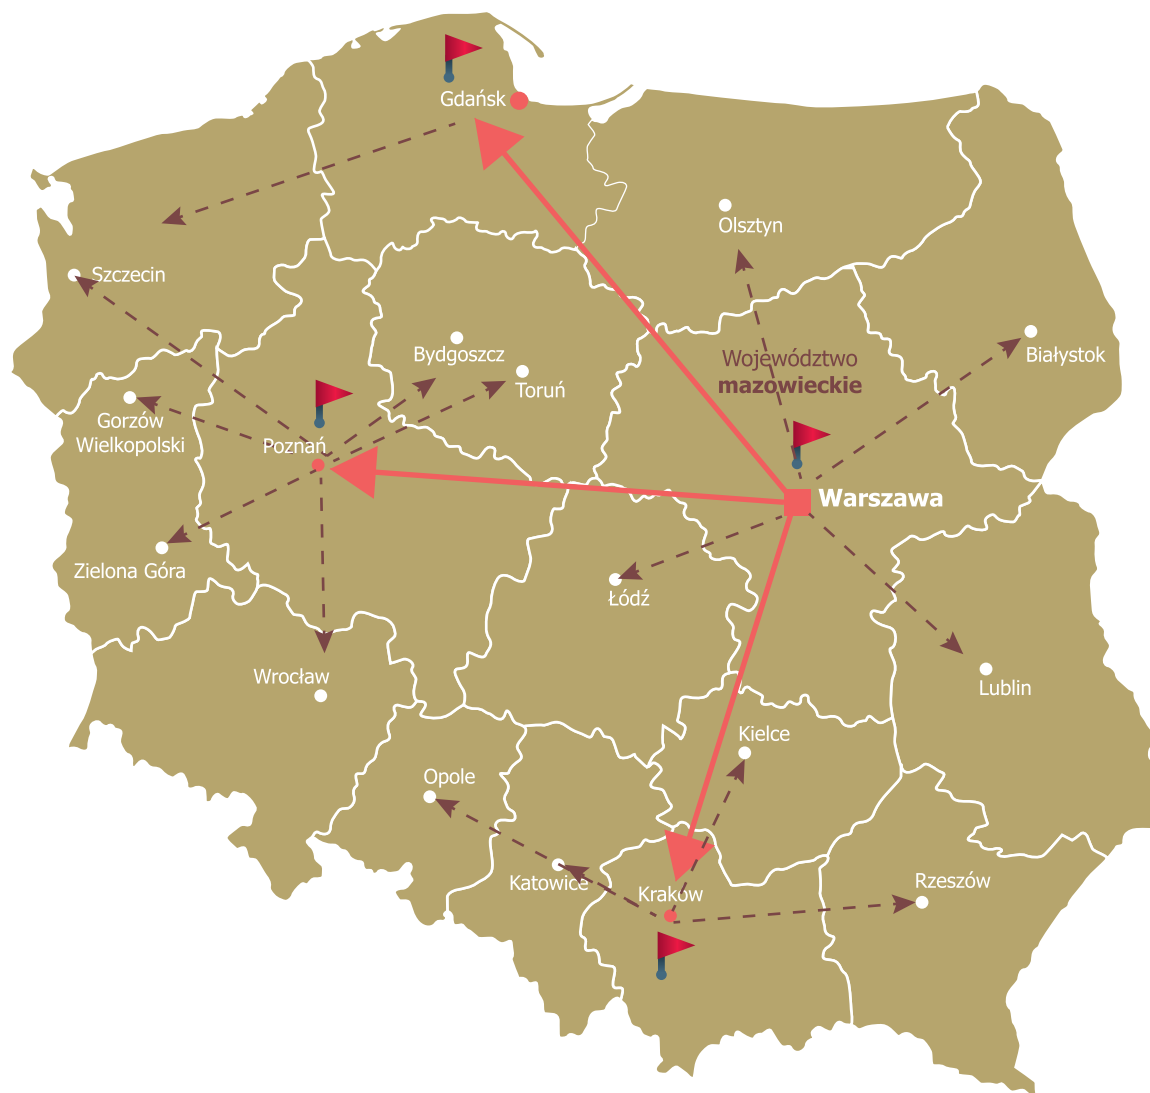 Gdańsk
Olsztyn
Szczecin
Bydgoszcz
Województwo
mazowieckie
Białystok
Toruń
Gorzów
Wielkopolski
Poznań
Warszawa
Zielona Góra
Łódź
Wrocław
Lublin
Kielce
Opole
Katowice
Kraków
Rzeszów